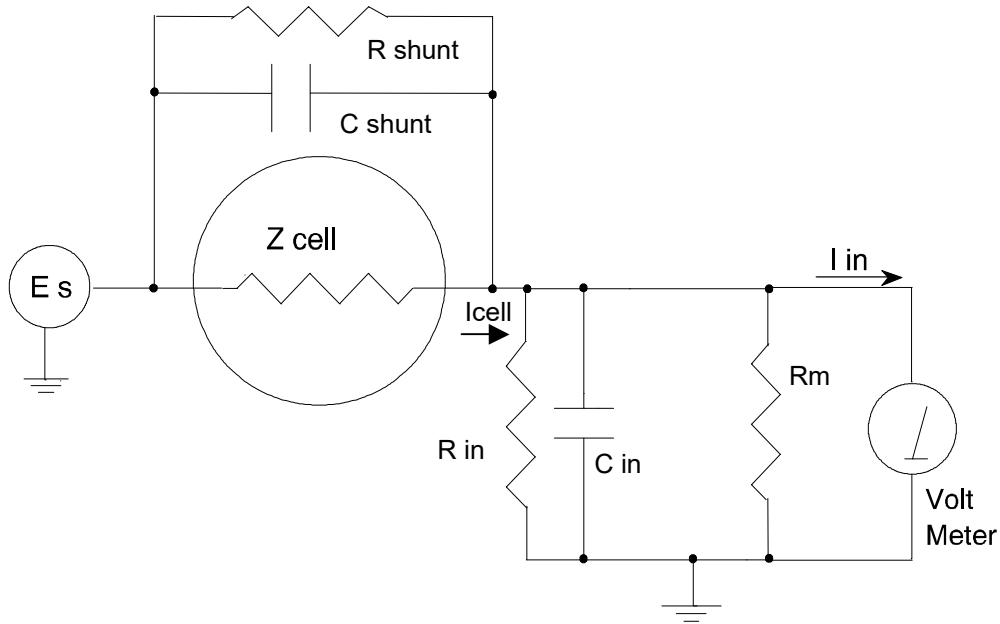 R shunt
C shunt
Z cell
E s
I in
Icell
Rm
R in
C in
Volt
Meter